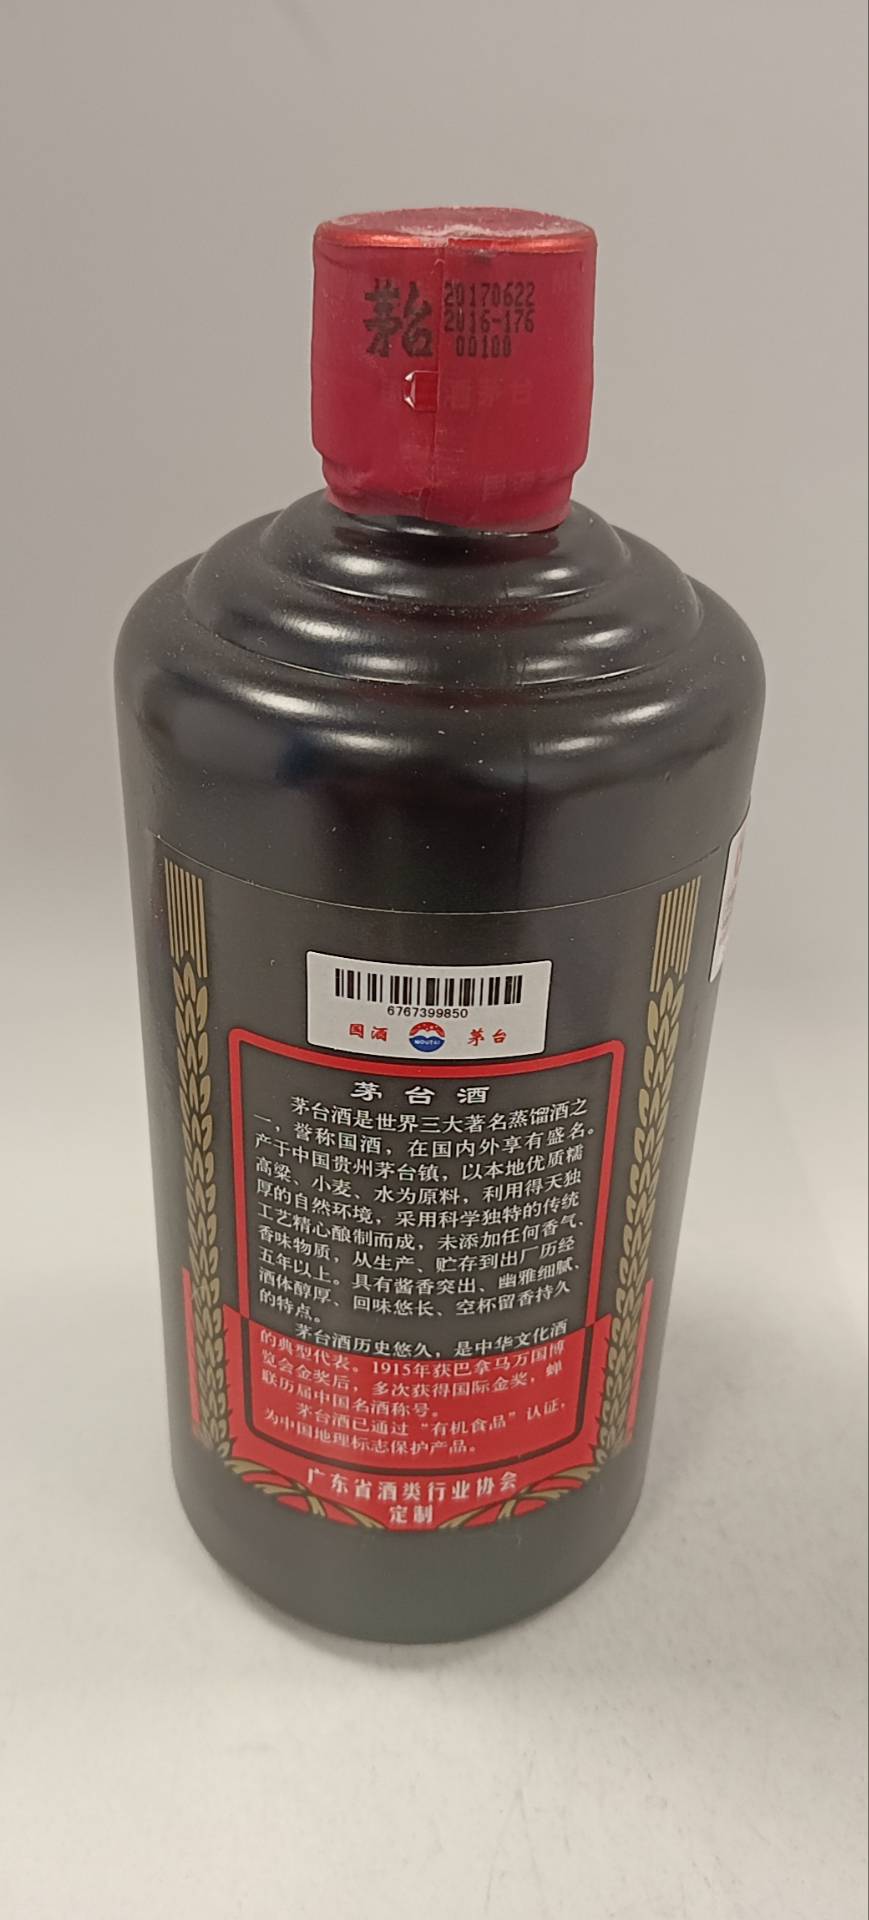 茅台
20170622
2016-176
00100
酒茅台
6767399850
国酒
MOUTAI
茅台
茅台酒
茅台酒是世界三大著名蒸馏酒之
一，誉称国酒，在国内外享有盛名。
产于中国贵州茅台镇，以本地优质糯
高粱、小麦、水为原料，利用得天独
厚的自然环境，采用科学独特的传统
工艺精心酿制而成，未添加任何香气、
香味物质，从生产、贮存到出厂历经
五年以上。具有酱香突出、幽雅细腻、
酒体醇厚、回味悠长、空杯留香持久
的特点。
茅台酒历史悠久，是中华文化酒
的典型代表。1915年获巴拿马万国博
览会金奖后，多次获得国际金奖，蝉
联历届中国名酒称号。
茅台酒已通过“有机食品”认证，
为中国地理标志保护产品。
广东省酒类行业协会
定制